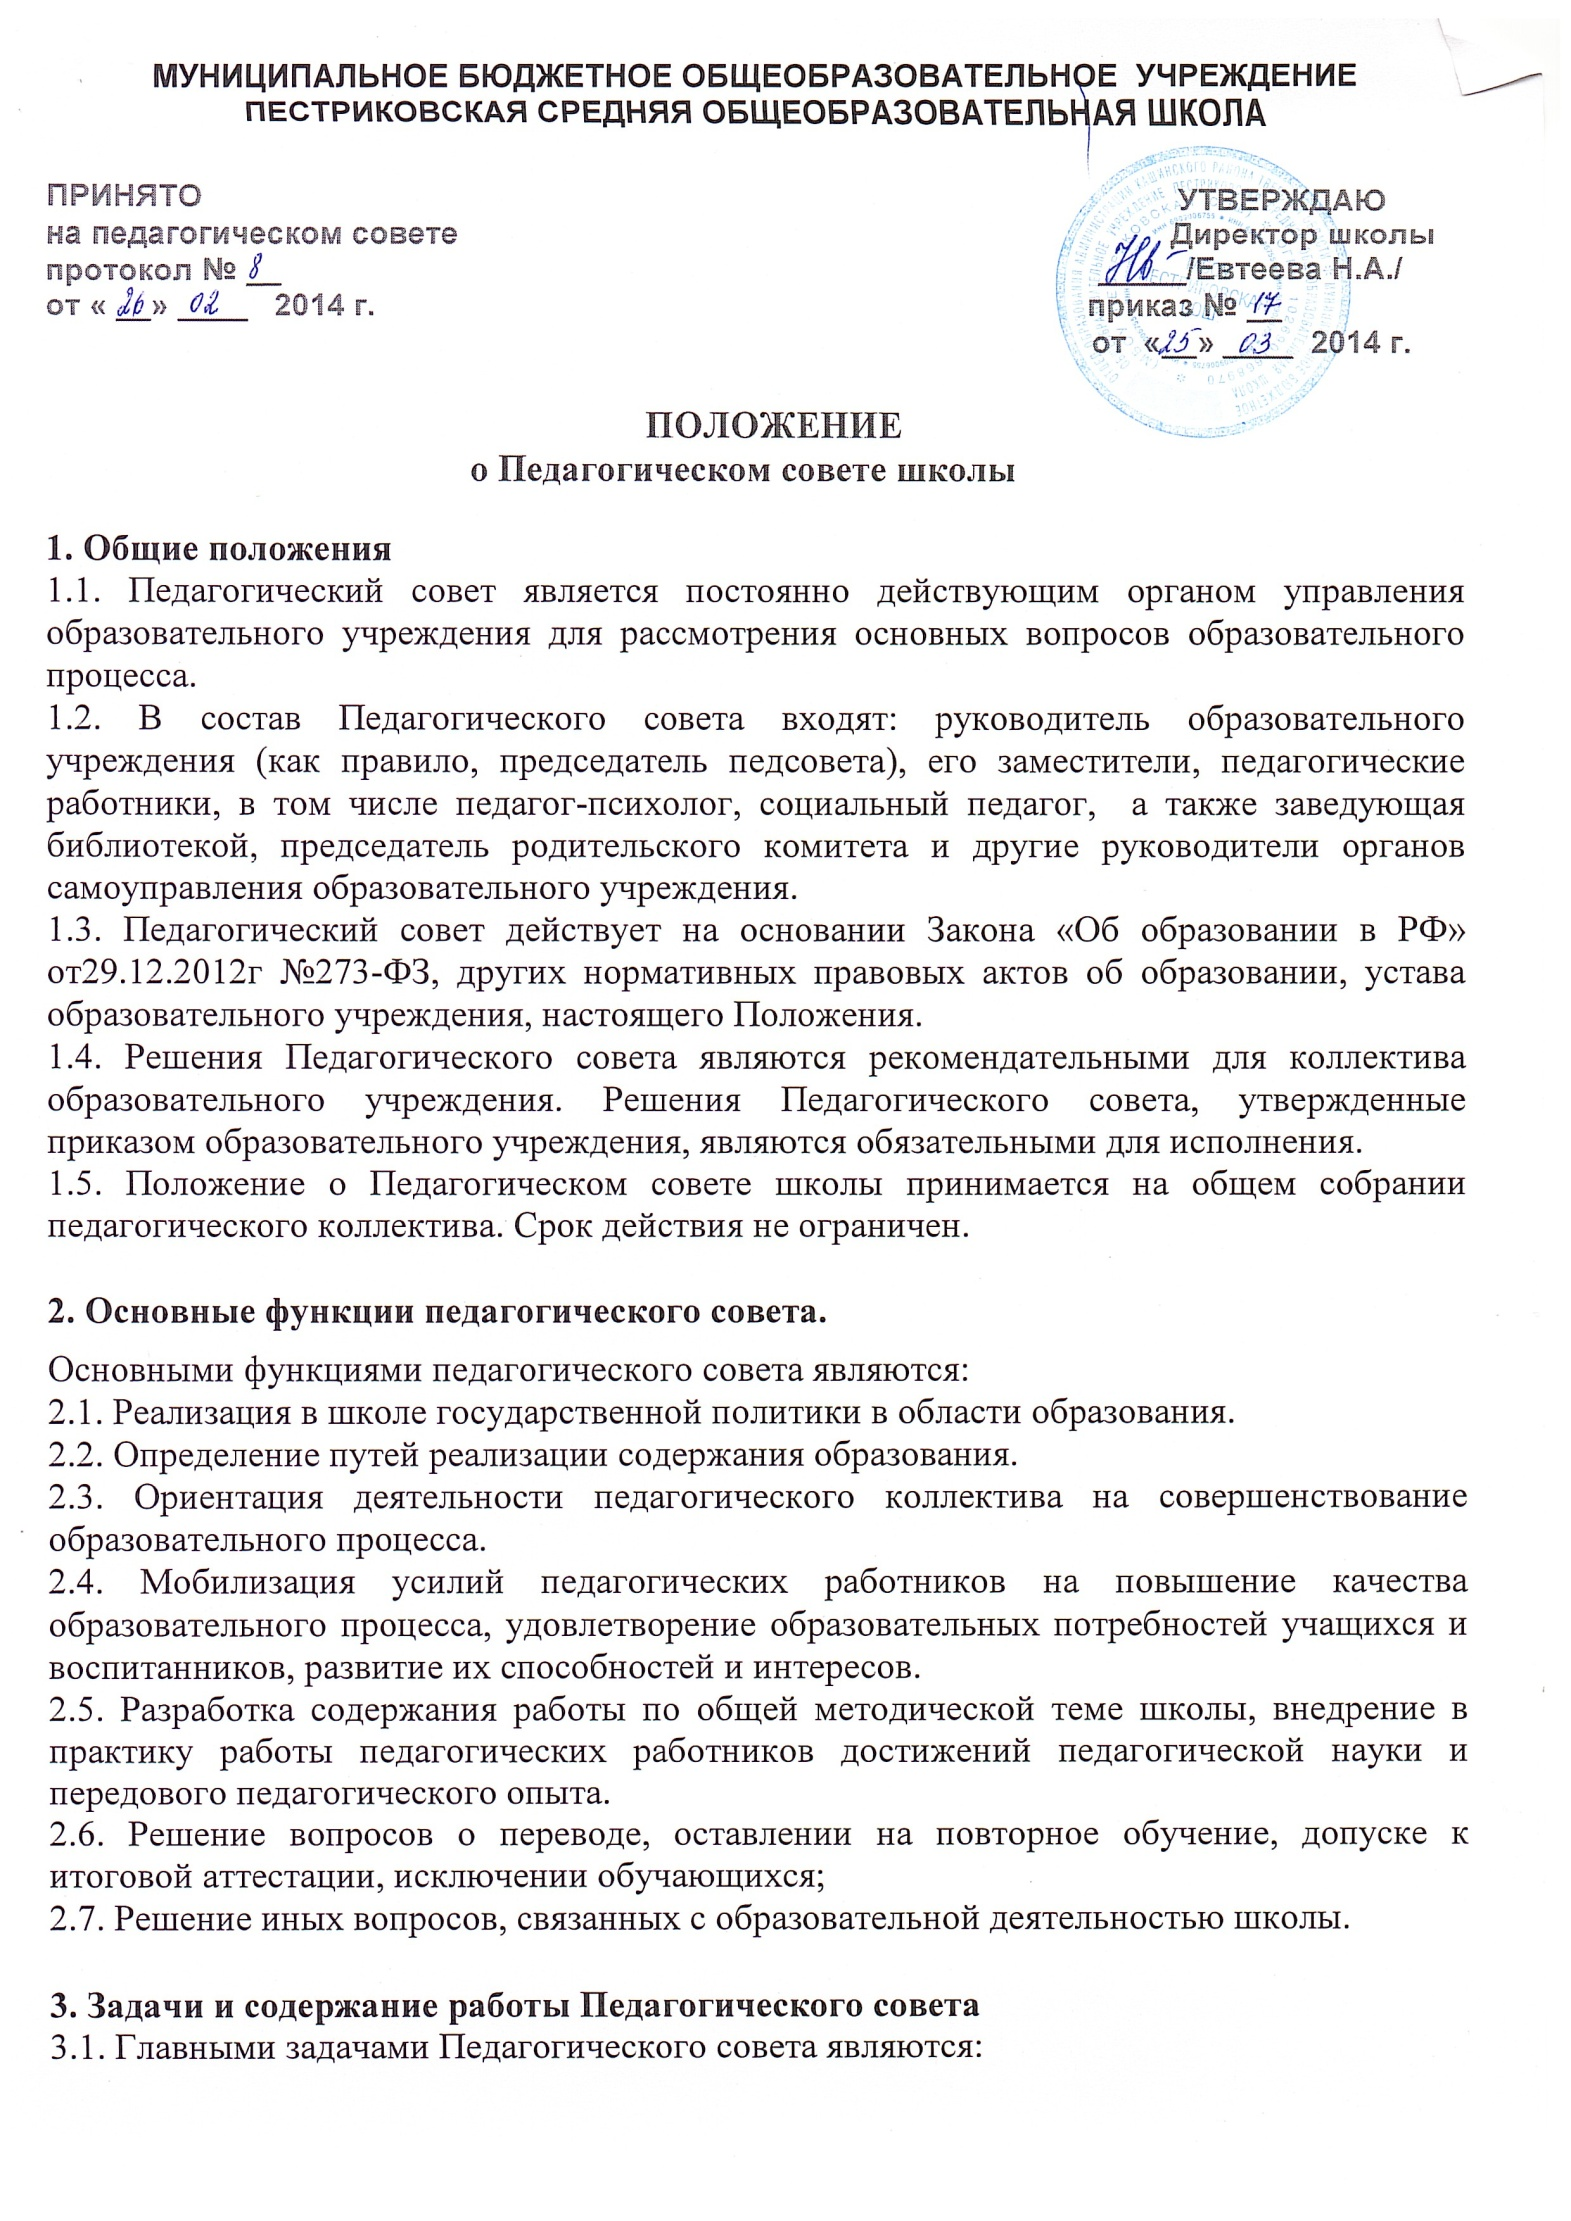 МУНИЦИПАЛЬНОЕ БЮДЖЕТНОЕ ОБЩЕОБРАЗОВАТЕЛЬНОЕ УЧРЕЖДЕНИЕ
ПЕСТРИКОВСКАЯ СРЕДНЯЯ ОБЩЕОБРАЗОВАТЕЛЬНАЯ ШКОЛА
ПРИНЯТО
на педагогическом совете
протокол № 8
от « 26 » 02 2014 г.
УТВЕРЖДАЮ
Директор школы
/Евтеева Н.А./
приказ № 17
от «25» 03 2014 г.
ПОЛОЖЕНИЕ
о Педагогическом совете школы
1. Общие положения
1.1. Педагогический совет является постоянно действующим органом управления
образовательного учреждения для рассмотрения основных вопросов образовательного
процесса.
1.2. В состав Педагогического совета входят: руководитель образовательного
учреждения (как правило, председатель педсовета), его заместители, педагогические
работники, в том числе педагог-психолог, социальный педагог, а также заведующая
библиотекой, председатель родительского комитета и другие руководители органов
самоуправления образовательного учреждения.
1.3. Педагогический совет действует на основании Закона «Об образовании в РФ»
от29.12.2012г №273-ФЗ, других нормативных правовых актов об образовании, устава
образовательного учреждения, настоящего Положения.
1.4. Решения Педагогического совета являются рекомендательными для коллектива
образовательного учреждения. Решения Педагогического совета, утвержденные
приказом образовательного учреждения, являются обязательными для исполнения.
1.5. Положение о Педагогическом совете школы принимается на общем собрании
педагогического коллектива. Срок действия не ограничен.
2. Основные функции педагогического совета.
Основными функциями педагогического совета являются:
2.1. Реализация в школе государственной политики в области образования.
2.2. Определение путей реализации содержания образования.
2.3. Ориентация деятельности педагогического коллектива на совершенствование
образовательного процесса.
2.4. Мобилизация усилий педагогических работников на повышение качества
образовательного процесса, удовлетворение образовательных потребностей учащихся и
воспитанников, развитие их способностей и интересов.
2.5. Разработка содержания работы по общей методической теме школы, внедрение в
практику работы педагогических работников достижений педагогической науки и
передового педагогического опыта.
2.6. Решение вопросов о переводе, оставлении на повторное обучение, допуске к
итоговой аттестации, исключении обучающихся;
2.7. Решение иных вопросов, связанных с образовательной деятельностью школы.
3. Задачи и содержание работы Педагогического совета
3.1. Главными задачами Педагогического совета являются: